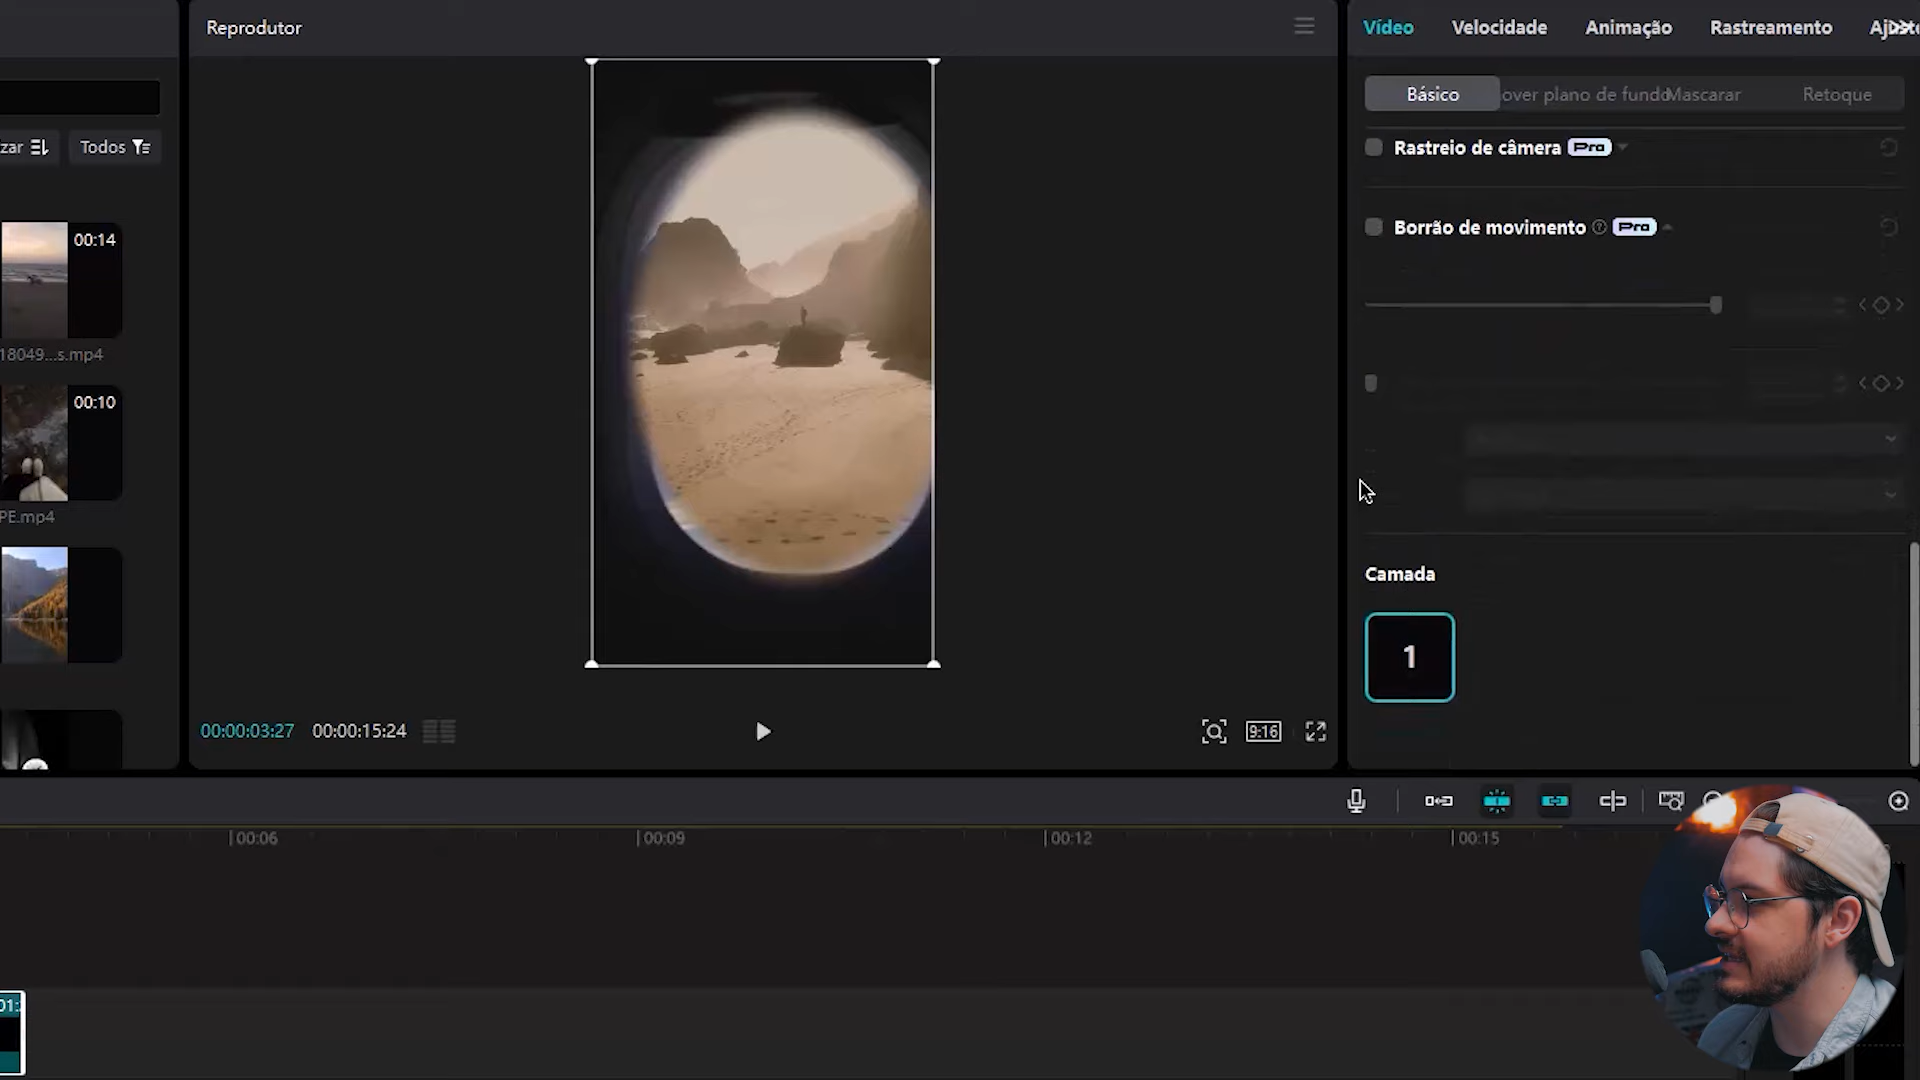 Reprodutor
Vídeo
Velocidade
Animação
Rastreamento
Básico
over plano de fundo
Mascarar
Retoque
zar
Todos
Rastreio de câmera Pro
Borrão de movimento Pro
00:14
18049...s.mp4
00:10
PE.mp4
Camada
1
00:00:03:27
00:00:15:24
9:16
00:06
00:09
00:12
00:15